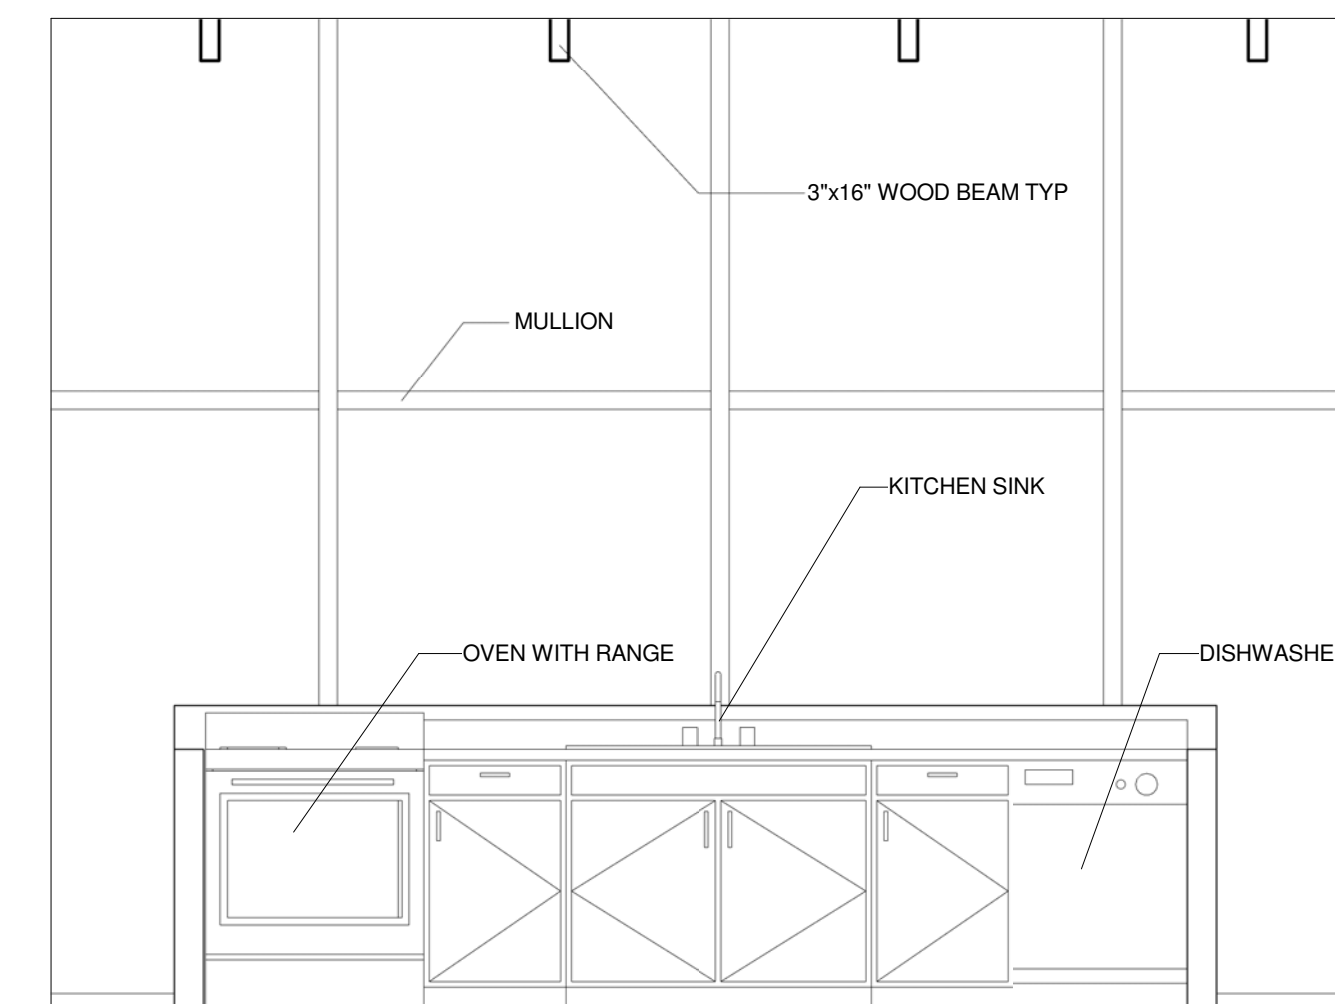 3"x16" WOOD BEAM TYP
MULLION
KITCHEN SINK
OVEN WITH RANGE
DISHWASHE